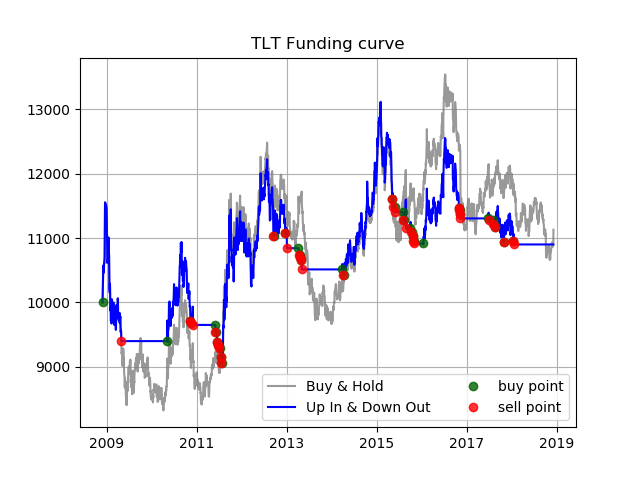 TLT Funding curve
13000
12000
11000
10000
9000
Buy & Hold
Up In & Down Out
buy point
sell point
2009 2011 2013 2015 2017 2019